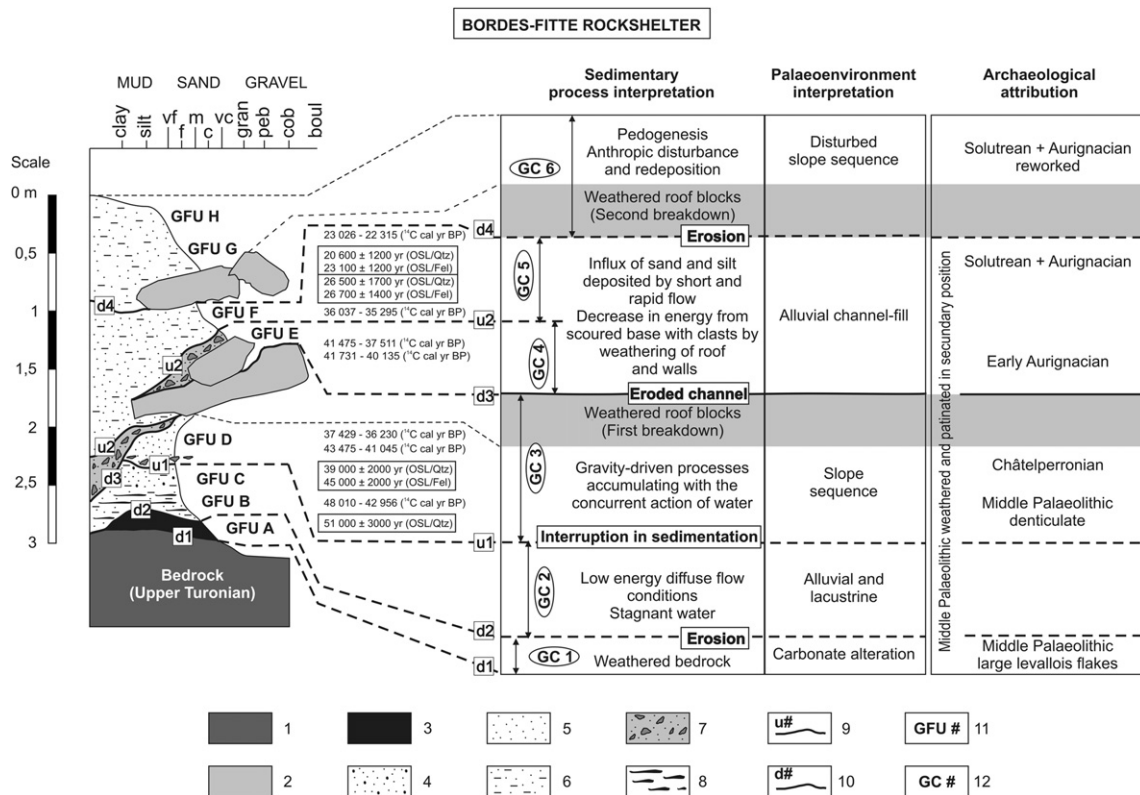 BORDES-FITTE ROCKSHELTER
MUD SAND GRAVEL
clay
silt
vf
f
m
c
vc
gran
peb
cob
boul
Scale
0 m
0,5
1
1,5
2
2,5
3
GFU H
GFU G
d4
GFU F
GFU E
u2
GFU D
u2
u1
d3
GFU C
GFU B
d2
GFU A
d1
Bedrock
(Upper Turonian)
23 026 - 22 315 (¹⁴C cal yr BP)
20 600 ± 1200 yr (OSL/Qtz)
23 100 ± 1200 yr (OSL/Fel)
26 500 ± 1700 yr (OSL/Qtz)
26 700 ± 1400 yr (OSL/Fel)
36 037 - 35 295 (¹⁴C cal yr BP)
41 475 - 37 511 (¹⁴C cal yr BP)
41 731 - 40 135 (¹⁴C cal yr BP)
37 429 - 36 230 (¹⁴C cal yr BP)
43 475 - 41 045 (¹⁴C cal yr BP)
39 000 ± 2000 yr (OSL/Qtz)
45 000 ± 2000 yr (OSL/Fel)
48 010 - 42 956 (¹⁴C cal yr BP)
51 000 ± 3000 yr (OSL/Qtz)
d4
u2
d3
u1
d2
d1
Sedimentary
process interpretation
GC 6
Pedogenesis
Anthropic disturbance
and redeposition
Weathered roof blocks
(Second breakdown)
Erosion
GC 5
Influx of sand and silt
deposited by short and
rapid flow
Decrease in energy from
scoured base with clasts by
weathering of roof
and walls
GC 4
Eroded channel
Weathered roof blocks
(First breakdown)
GC 3
Gravity-driven processes
accumulating with the
concurrent action of water
Interruption in sedimentation
GC 2
Low energy diffuse flow
conditions
Stagnant water
Erosion
GC 1
Weathered bedrock
Palaeoenvironment
interpretation
Disturbed
slope sequence
Alluvial channel-fill
Slope
sequence
Alluvial and
lacustrine
Carbonate alteration
Archaeological
attribution
Middle Palaeolithic weathered and patinated in secondary position
Solutrean + Aurignacian
reworked
Solutrean + Aurignacian
Early Aurignacian
Châtelperronian
Middle Palaeolithic
denticulate
Middle Palaeolithic
large levallois flakes
1 3 5 7 u# 9 GFU # 11
2 4 6 8 d# 10 GC # 12